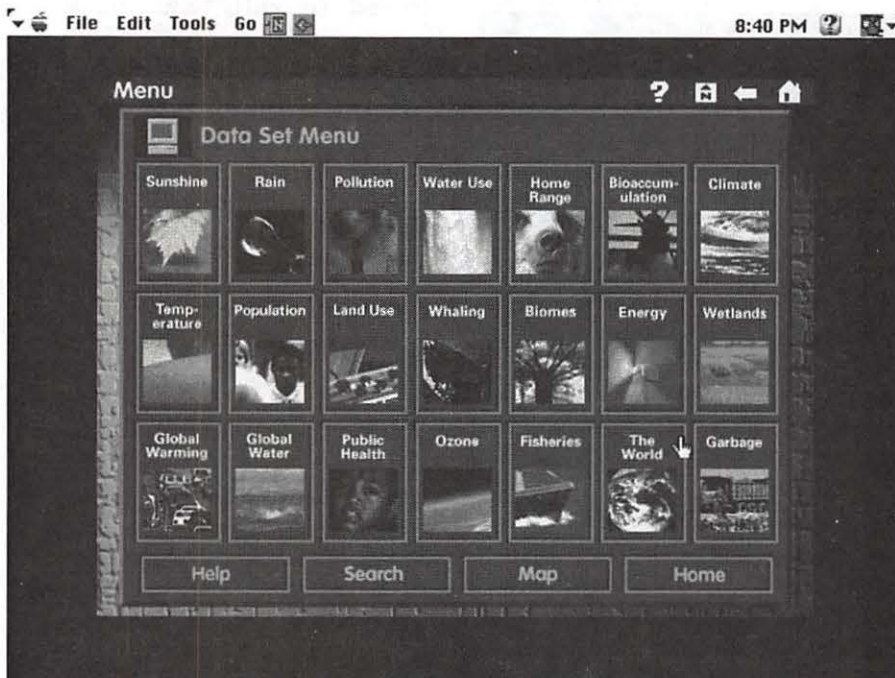 File Edit Tools Go 8:40 PM
Menu
Data Set Menu
Sunshine Rain Pollution Water Use Home Range Bioaccum-ulation Climate
Temp-erature Population Land Use Whaling Biomes Energy Wetlands
Global Warming Global Water Public Health Ozone Fisheries The World Garbage
Help Search Map Home